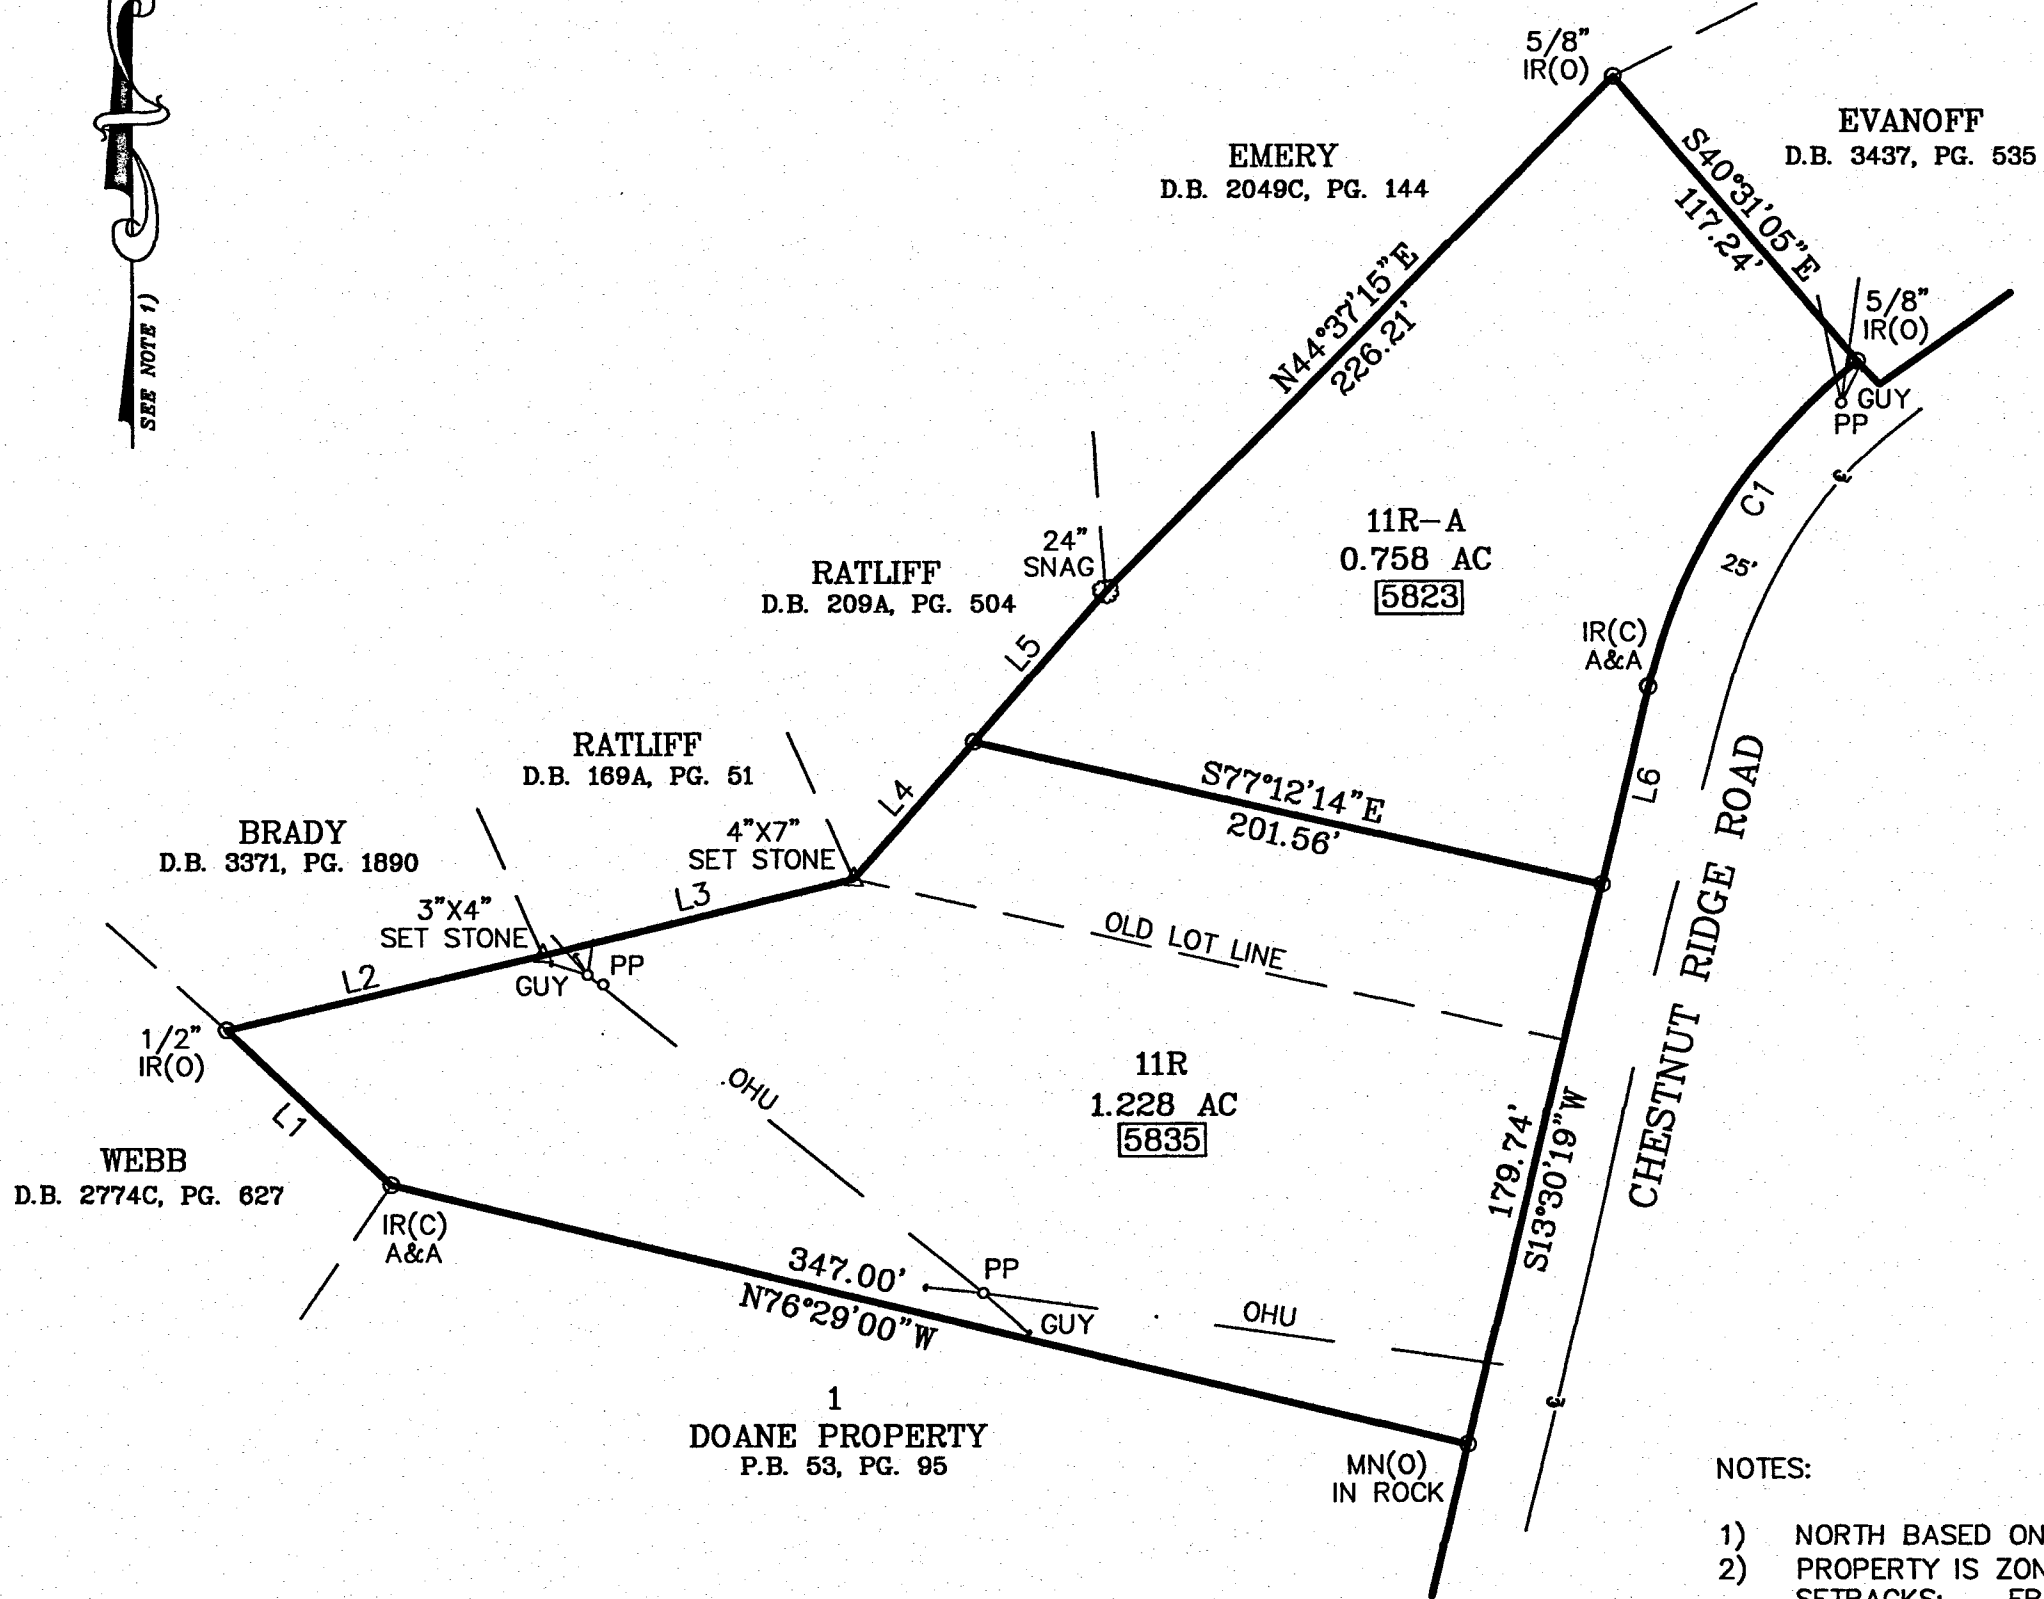 SEE NOTE 1)
5/8"
IR(O)
EVANOFF
D.B. 3437, PG. 535
EMERY
D.B. 2049C, PG. 144
S40°31'05"E
117.24'
N44°37'15"E
226.21'
5/8"
IR(O)
GUY
PP
C1
25'
11R-A
0.758 AC
5823
24"
SNAG
RATLIFF
D.B. 209A, PG. 504
L5
IR(C)
A&A
RATLIFF
D.B. 169A, PG. 51
L4
S77°12'14"E
201.56'
L6
CHESTNUT RIDGE ROAD
BRADY
D.B. 3371, PG. 1890
4"X7"
SET STONE
L3
3"X4"
SET STONE
OLD LOT LINE
L2
GUY
PP
1/2"
IR(O)
OHU
11R
1.228 AC
5835
L1
WEBB
D.B. 2774C, PG. 627
179.74'
S13°30'19"W
IR(C)
A&A
347.00'
N76°29'00"W
PP
GUY
OHU
1
DOANE PROPERTY
P.B. 53, PG. 95
MN(O)
IN ROCK
NOTES:
1) NORTH BASED ON
2) PROPERTY IS ZON
SETBACKS: FR